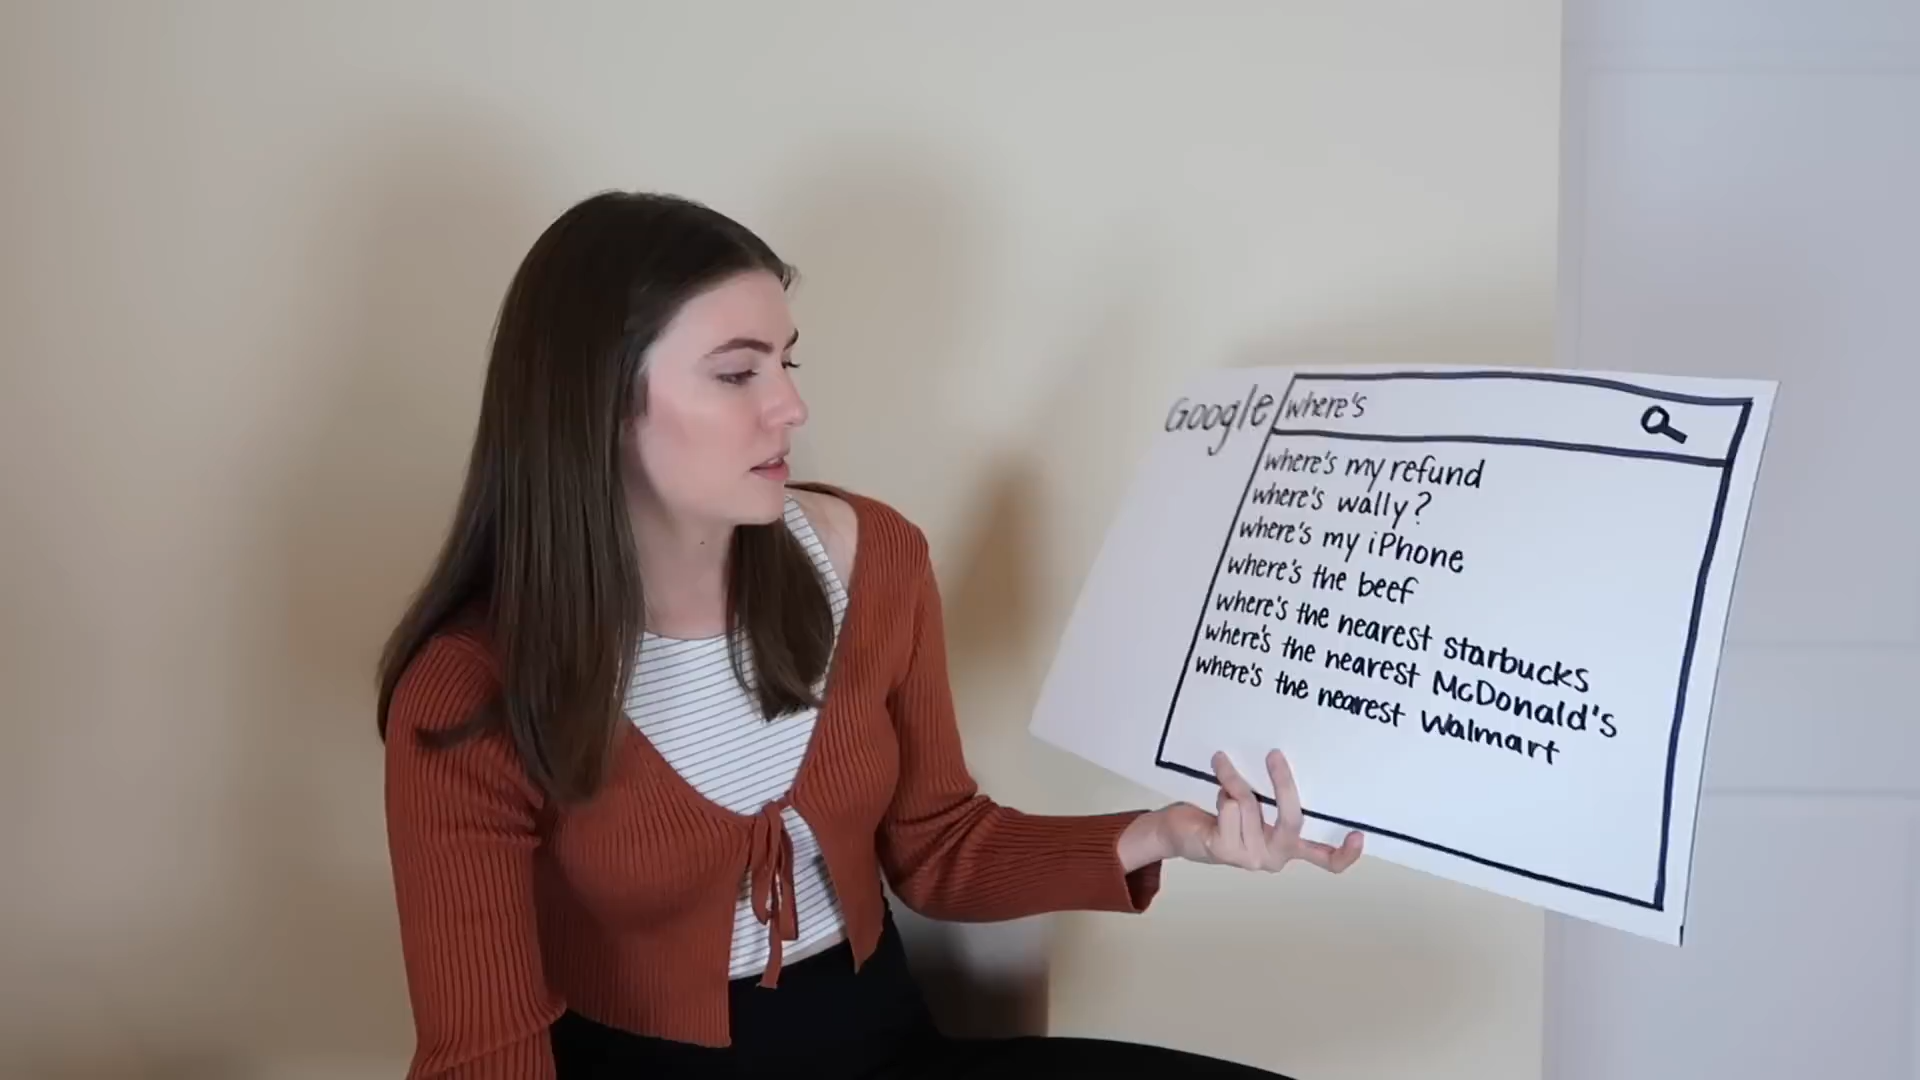 Google where's
where's my refund
where's wally?
where's my iPhone
where's the beef
where's the nearest starbucks
where's the nearest McDonald's
where's the nearest Walmart